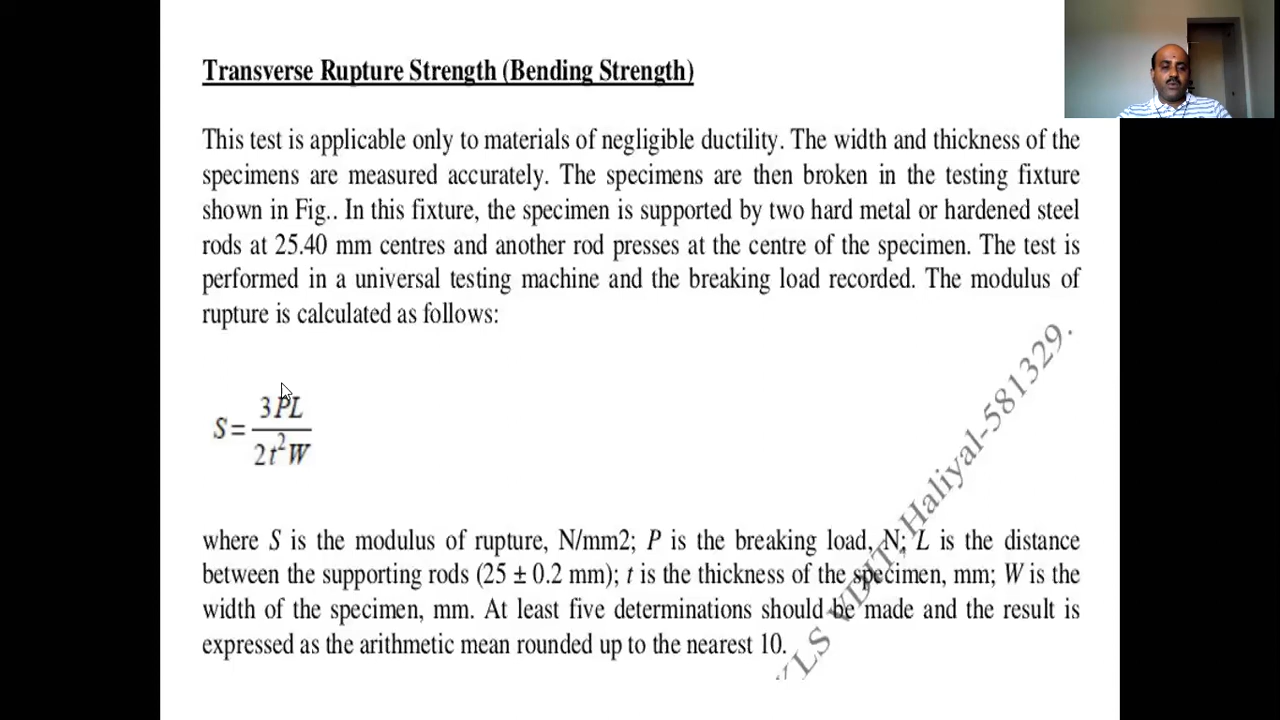 Transverse Rupture Strength (Bending Strength)
This test is applicable only to materials of negligible ductility. The width and thickness of the
specimens are measured accurately. The specimens are then broken in the testing fixture
shown in Fig.. In this fixture, the specimen is supported by two hard metal or hardened steel
rods at 25.40 mm centres and another rod presses at the centre of the specimen. The test is
performed in a universal testing machine and the breaking load recorded. The modulus of
rupture is calculated as follows:
S = 3PL / 2t²W
where S is the modulus of rupture, N/mm2; P is the breaking load, N; L is the distance
between the supporting rods (25 ± 0.2 mm); t is the thickness of the specimen, mm; W is the
width of the specimen, mm. At least five determinations should be made and the result is
expressed as the arithmetic mean rounded up to the nearest 10.
KLS VDIT, Haliyal-581329.